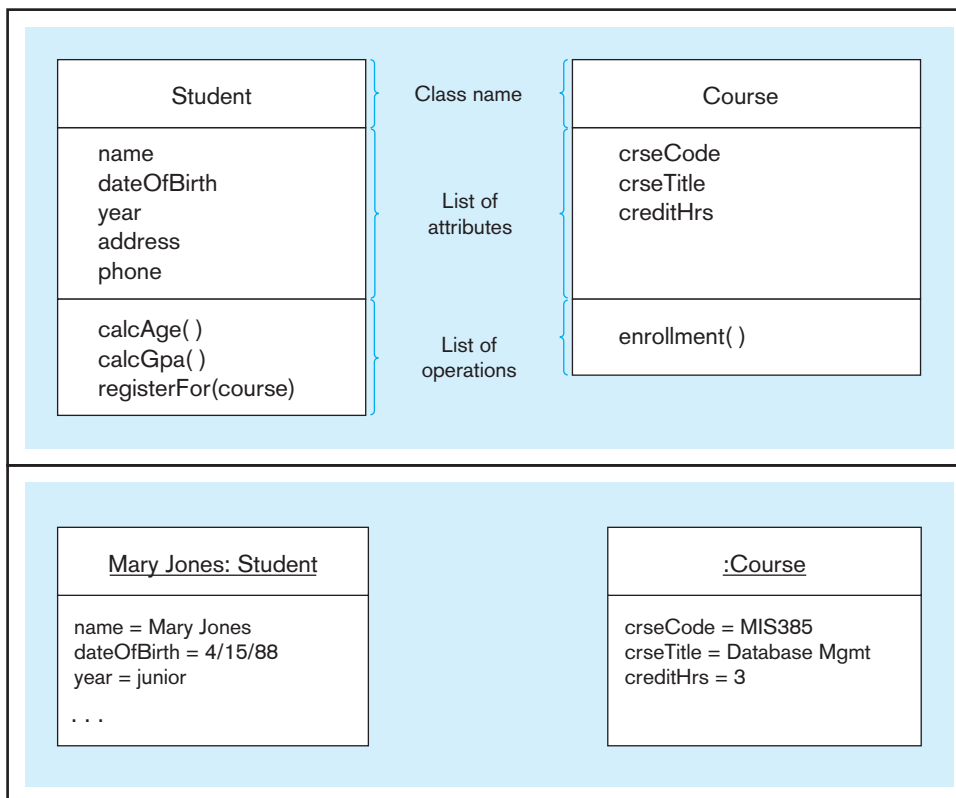 Student
Class name
Course
name
dateOfBirth
year
address
phone
List of
attributes
crseCode
crseTitle
creditHrs
calcAge( )
calcGpa( )
registerFor(course)
List of
operations
enrollment( )
Mary Jones: Student
name = Mary Jones
dateOfBirth = 4/15/88
year = junior
. . .
:Course
crseCode = MIS385
crseTitle = Database Mgmt
creditHrs = 3